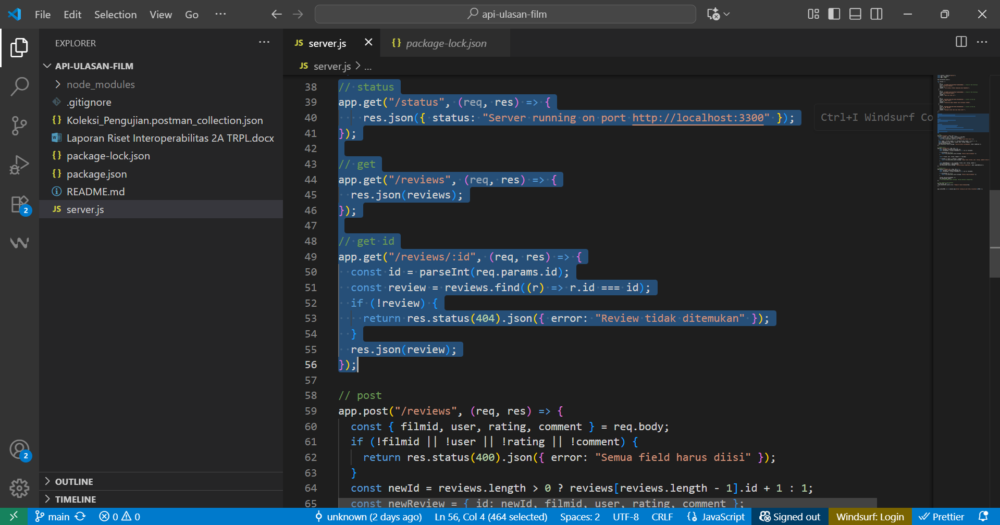 File Edit Selection View Go ··· api-ulasan-film
EXPLORER ···
API-ULASAN-FILM
node_modules
.gitignore
Koleksi_Pengujian.postman_collection.json
Laporan Riset Interoperabilitas 2A TRPL.docx
package-lock.json
package.json
README.md
JS server.js
OUTLINE
TIMELINE
JS server.js {} package-lock.json
JS server.js > ...
38 // status
39 app.get("/status", (req, res) => {
40 res.json({ status: "Server running on port http://localhost:3300" });
Ctrl+I Windsurf Co
41 });
42
43 // get
44 app.get("/reviews", (req, res) => {
45 res.json(reviews);
46 });
47
48 // get id
49 app.get("/reviews/:id", (req, res) => {
50 const id = parseInt(req.params.id);
51 const review = reviews.find((r) => r.id === id);
52 if (!review) {
53 return res.status(404).json({ error: "Review tidak ditemukan" });
54 }
55 res.json(review);
56 });
57
58 // post
59 app.post("/reviews", (req, res) => {
60 const { filmid, user, rating, comment } = req.body;
61 if (!filmid || !user || !rating || !comment) {
62 return res.status(400).json({ error: "Semua field harus diisi" });
63 }
64 const newId = reviews.length > 0 ? reviews[reviews.length - 1].id + 1 : 1;
65 const newReview = { id: newId, filmid, user, rating, comment };
2
2
main 0 0 unknown (2 days ago) Ln 56, Col 4 (464 selected) Spaces: 2 UTF-8 CRLF {} JavaScript Signed out Windsurf: Login Prettier